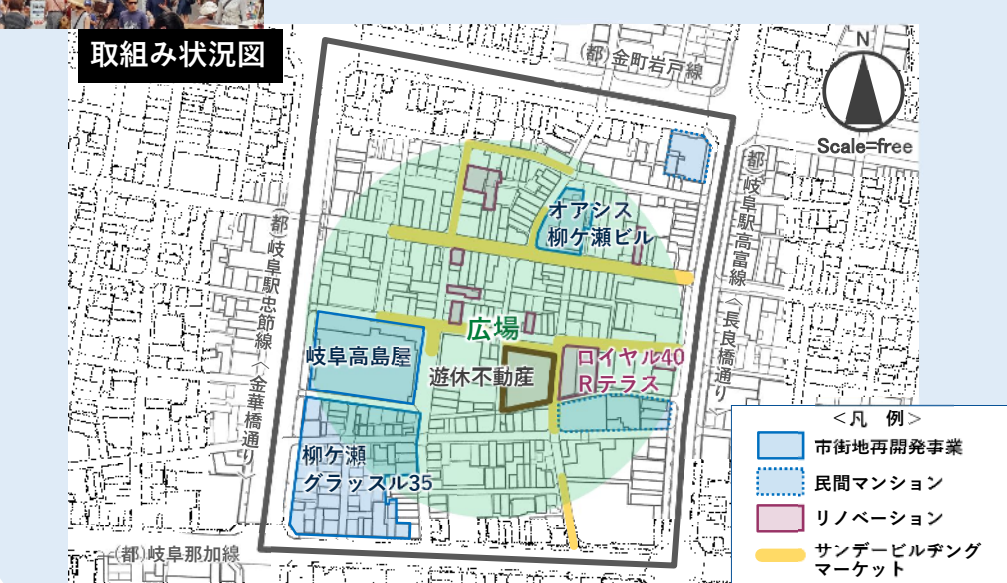 取組み状況図
(都)金町岩戸線
N
Scale=free
(都)岐阜駅高富線
〈長良橋通り〉
(都)岐阜駅忠節線
〈金華橋通り〉
オアシス
柳ケ瀬ビル
広場
岐阜高島屋
遊休不動産
ロイヤル40
Rテラス
柳ケ瀬
グラッスル35
(都)岐阜那加線
<凡 例>
市街地再開発事業
民間マンション
リノベーション
サンデービルヂング
マーケット